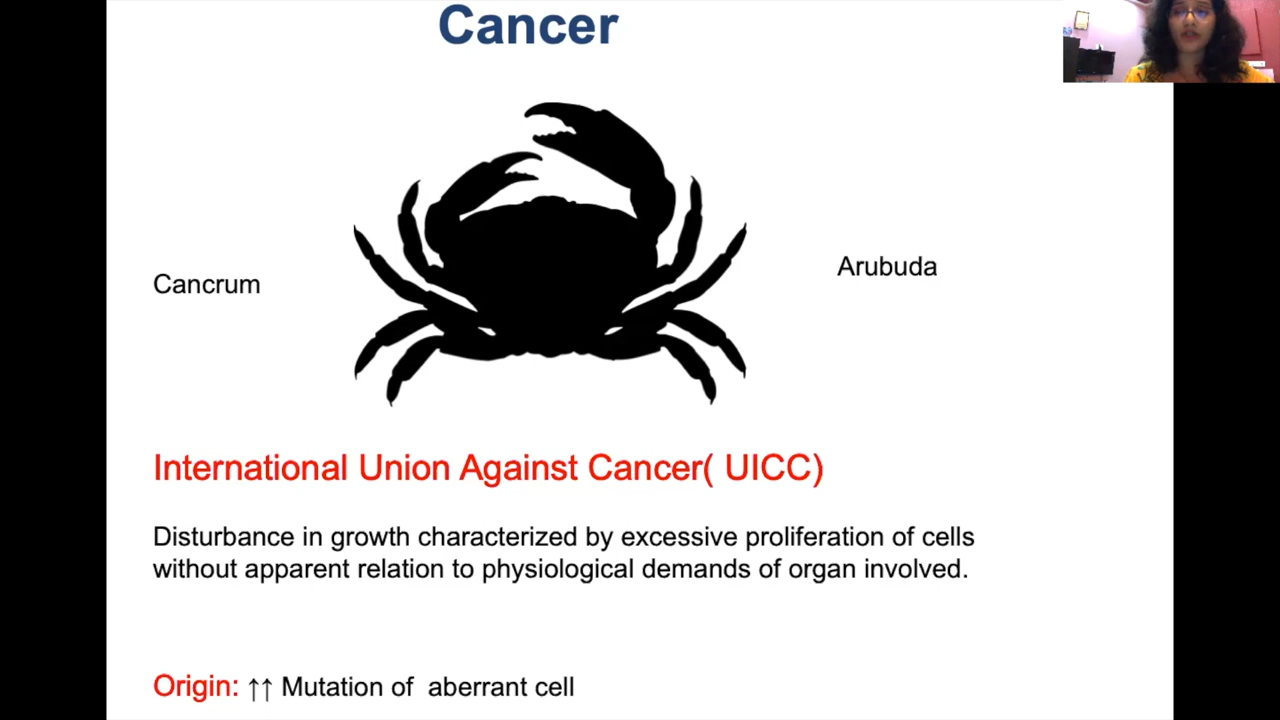 Cancer
Cancrum
Arubuda
International Union Against Cancer( UICC)
Disturbance in growth characterized by excessive proliferation of cells
without apparent relation to physiological demands of organ involved.
Origin: ↑↑ Mutation of  aberrant cell